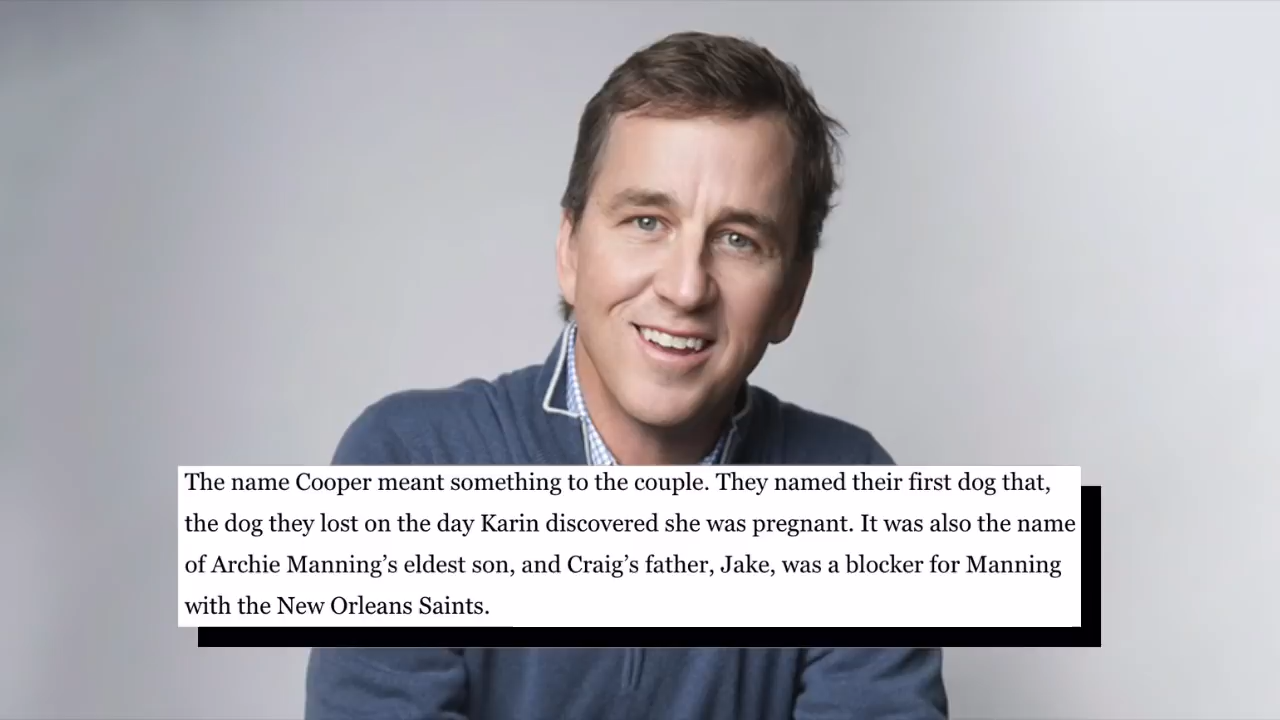 The name Cooper meant something to the couple. They named their first dog that,
the dog they lost on the day Karin discovered she was pregnant. It was also the name
of Archie Manning’s eldest son, and Craig’s father, Jake, was a blocker for Manning
with the New Orleans Saints.